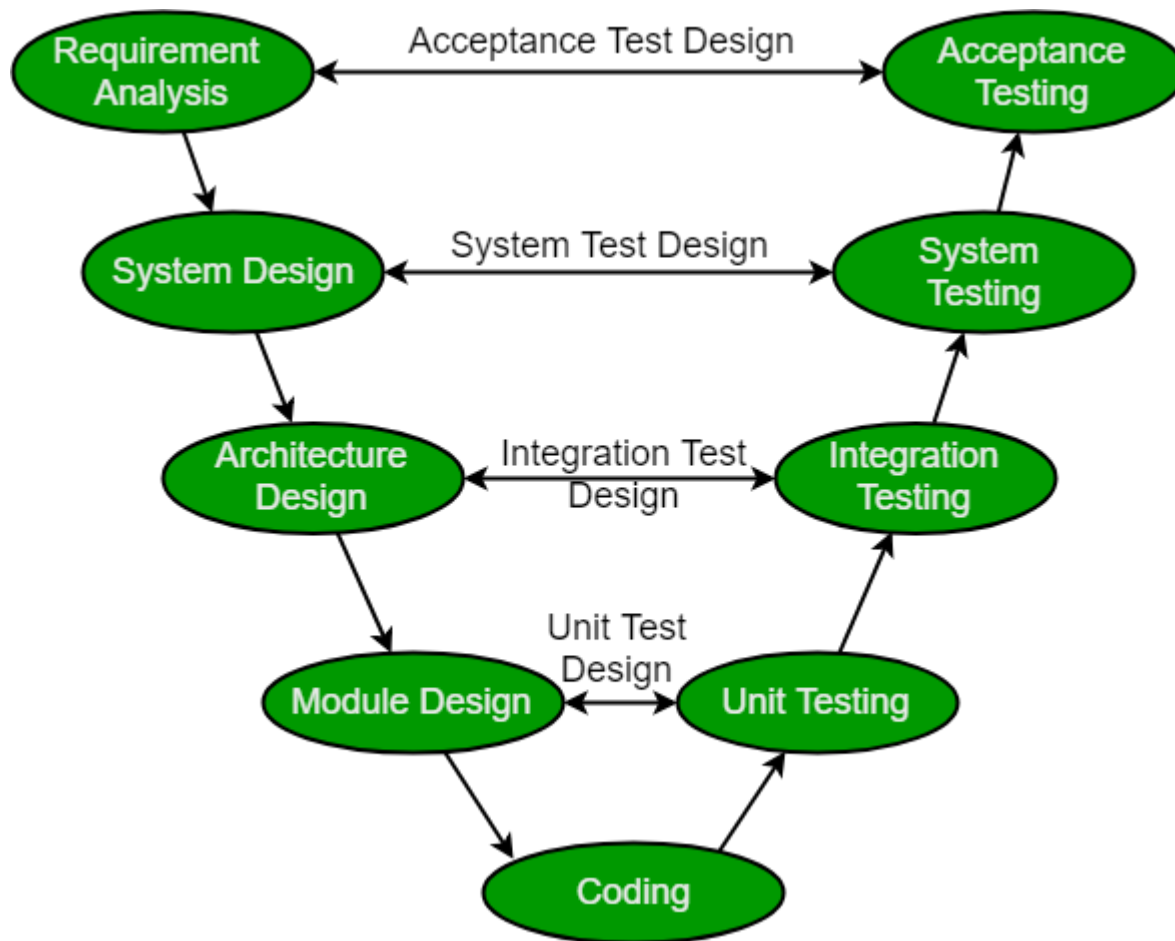 Requirement
Analysis
Acceptance Test Design
Acceptance
Testing
System Design
System Test Design
System
Testing
Architecture
Design
Integration Test
Design
Integration
Testing
Module Design
Unit Test
Design
Unit Testing
Coding